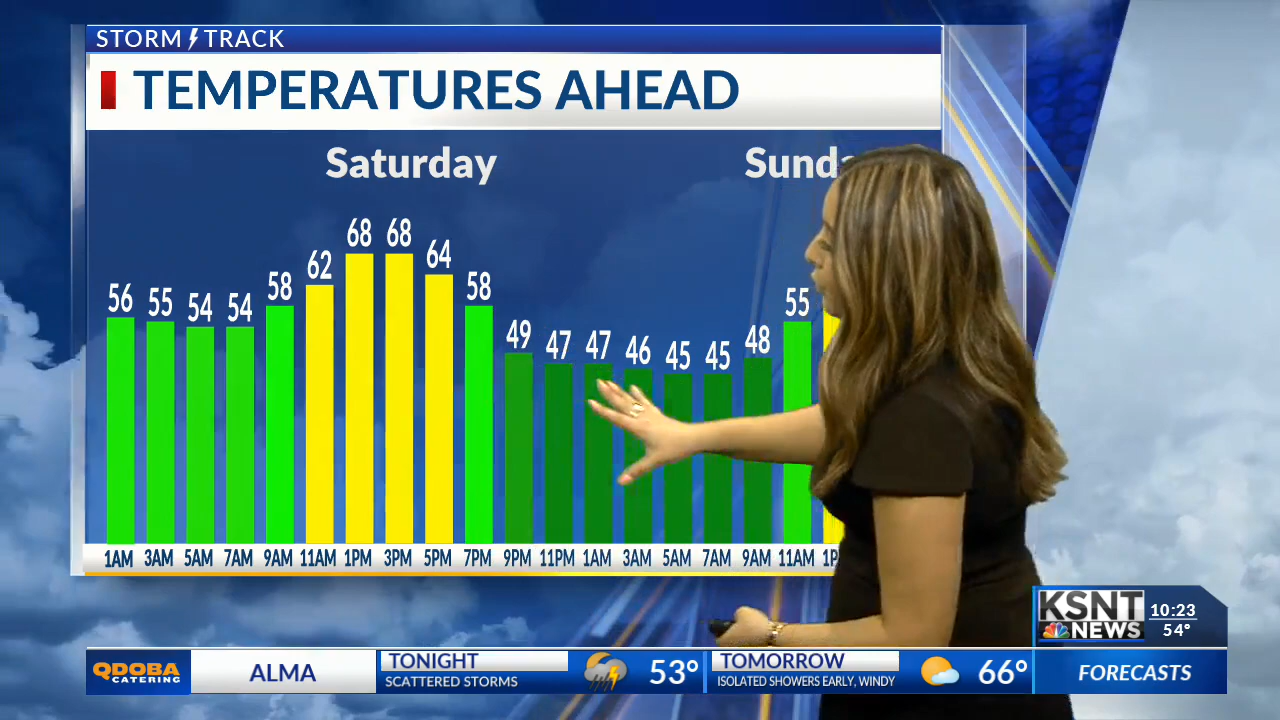 STORM TRACK
TEMPERATURES AHEAD
Saturday
Sunda
56 55 54 54 58 62 68 68 64 58 49 47 47 46 45 45 48 55
1AM 3AM 5AM 7AM 9AM 11AM 1PM 3PM 5PM 7PM 9PM 11PM 1AM 3AM 5AM 7AM 9AM 11AM 1P
KSNT
NEWS
10:23
54°
QDOBA
CATERING
ALMA
TONIGHT
SCATTERED STORMS
53°
TOMORROW
ISOLATED SHOWERS EARLY, WINDY
66°
FORECASTS